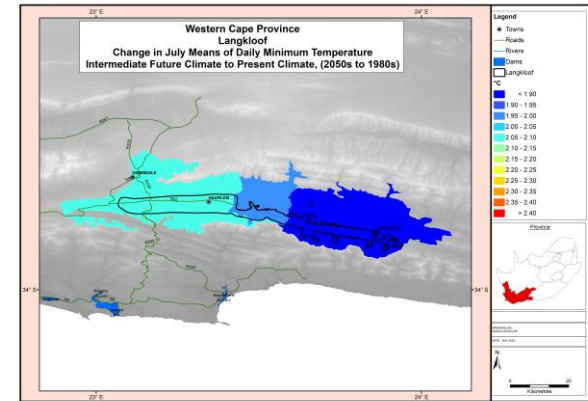 Western Cape Province
Langkloof
Change in July Means of Daily Minimum Temperature
Intermediate Future Climate to Present Climate, (2050s to 1980s)
Legend
Towns
Roads
Rivers
Dams
Langkloof
°C
< 1.90
1.90 - 1.95
1.95 - 2.00
2.00 - 2.05
2.05 - 2.10
2.10 - 2.15
2.15 - 2.20
2.20 - 2.25
2.25 - 2.30
2.30 - 2.35
2.35 - 2.40
> 2.40
Province
N
0
20
Kilometres
23° E
24° E
34° S
34° S
23° E
24° E
UNIONDALE
HAARLEM